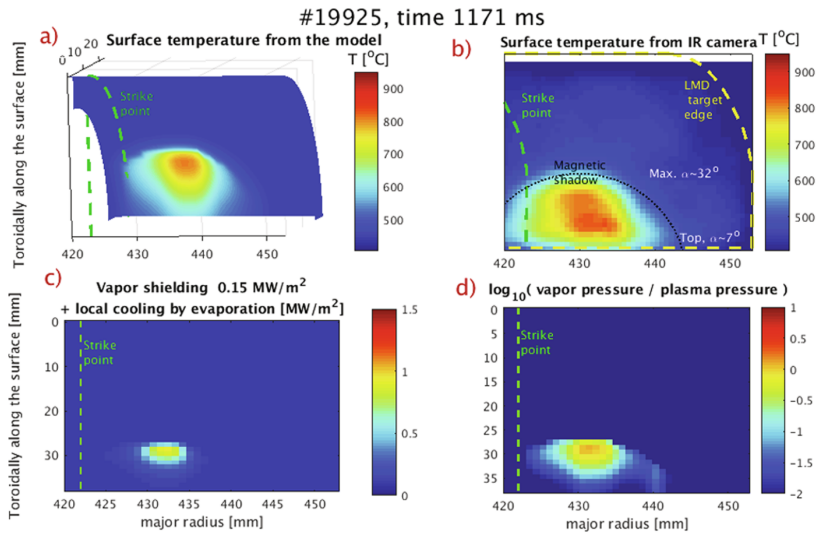 #19925, time 1171 ms
a)
Surface temperature from the model
T [°C]
0 10 20
Toroidally along the surface [mm]
Strike
point
900
800
700
600
500
420 430 440 450
b)
Surface temperature from IR camera
T [°C]
Strike
point
LMD
target
edge
Magnetic
shadow
Max. α~32°
Top, α~7°
900
800
700
600
500
420 430 440 450
c)
Vapor shielding 0.15 MW/m²
+ local cooling by evaporation [MW/m²]
Toroidally along the surface [mm]
0
10
20
30
Strike
point
1.5
1
0.5
0
420 430 440 450
major radius [mm]
d)
log₁₀( vapor pressure / plasma pressure )
0
5
10
15
20
25
30
35
Strike
point
1
0.5
0
−0.5
−1
−1.5
−2
420 430 440 450
major radius [mm]